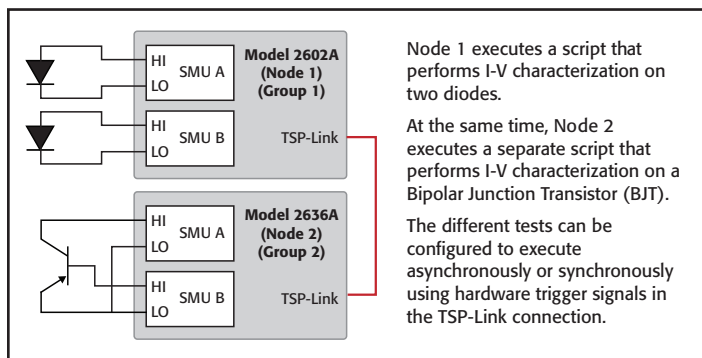 HI
LO
SMU A
Model 2602A
(Node 1)
(Group 1)
HI
LO
SMU B
TSP-Link
HI
LO
SMU A
Model 2636A
(Node 2)
(Group 2)
HI
LO
SMU B
TSP-Link
Node 1 executes a script that
performs I-V characterization on
two diodes.
At the same time, Node 2
executes a separate script that
performs I-V characterization on a
Bipolar Junction Transistor (BJT).
The different tests can be
configured to execute
asynchronously or synchronously
using hardware trigger signals in
the TSP-Link connection.